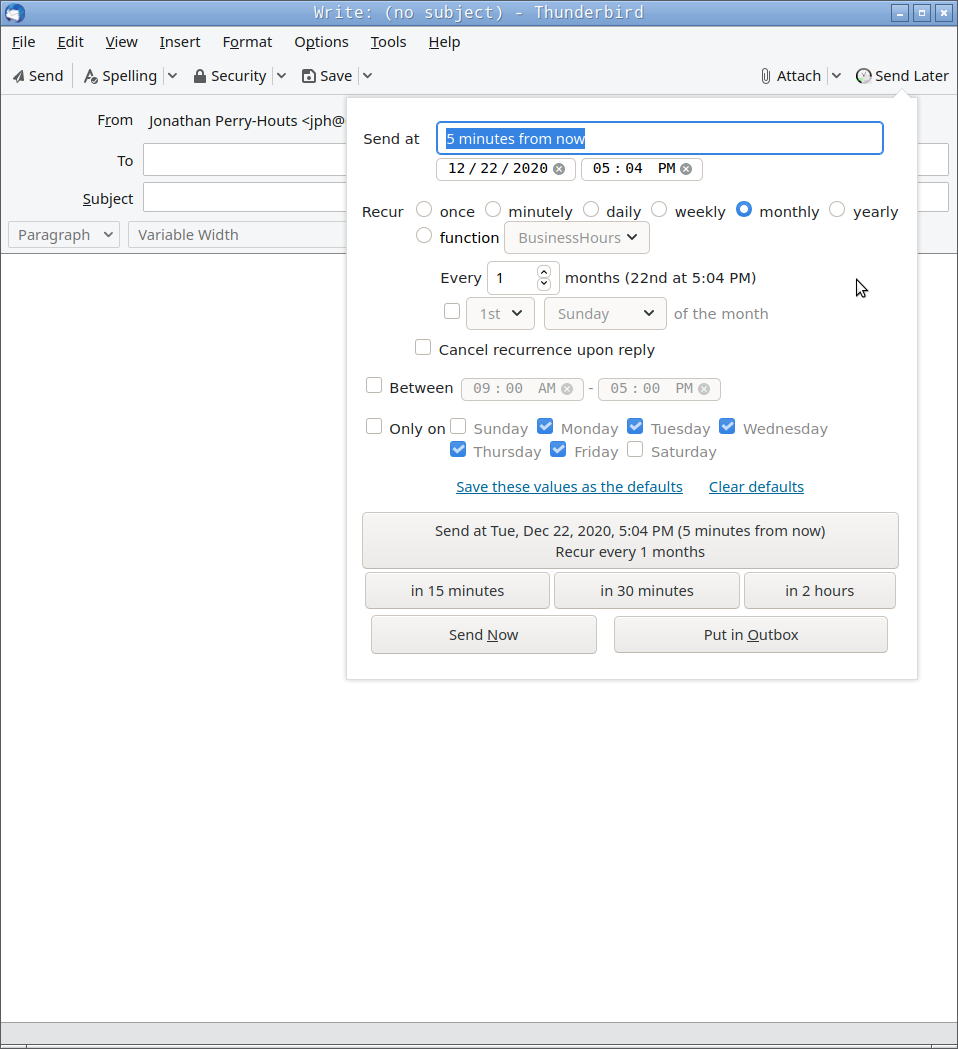 Write: (no subject) - Thunderbird
File Edit View Insert Format Options Tools Help
Send Spelling Security Save Attach Send Later
From Jonathan Perry-Houts <jph@
To
Subject
Paragraph Variable Width
Send at 5 minutes from now
12/22/2020 05:04 PM
Recur once minutely daily weekly monthly yearly
function BusinessHours
Every 1 months (22nd at 5:04 PM)
1st Sunday of the month
Cancel recurrence upon reply
Between 09:00 AM - 05:00 PM
Only on Sunday Monday Tuesday Wednesday
Thursday Friday Saturday
Save these values as the defaults Clear defaults
Send at Tue, Dec 22, 2020, 5:04 PM (5 minutes from now)
Recur every 1 months
in 15 minutes in 30 minutes in 2 hours
Send Now Put in Outbox